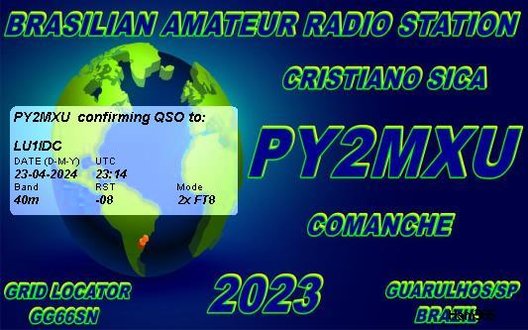 BRASILIAN AMATEUR RADIO STATION
CRISTIANO SICA
PY2MXU confirming QSO to:
LU1IDC
DATE (D-M-Y) UTC
23-04-2024 23:14
Band RST Mode
40m -08 2x FT8
PY2MXU
COMANCHE
GRID LOCATOR
GG66SN
2023
GUARULHOS/SP
BRAZIL